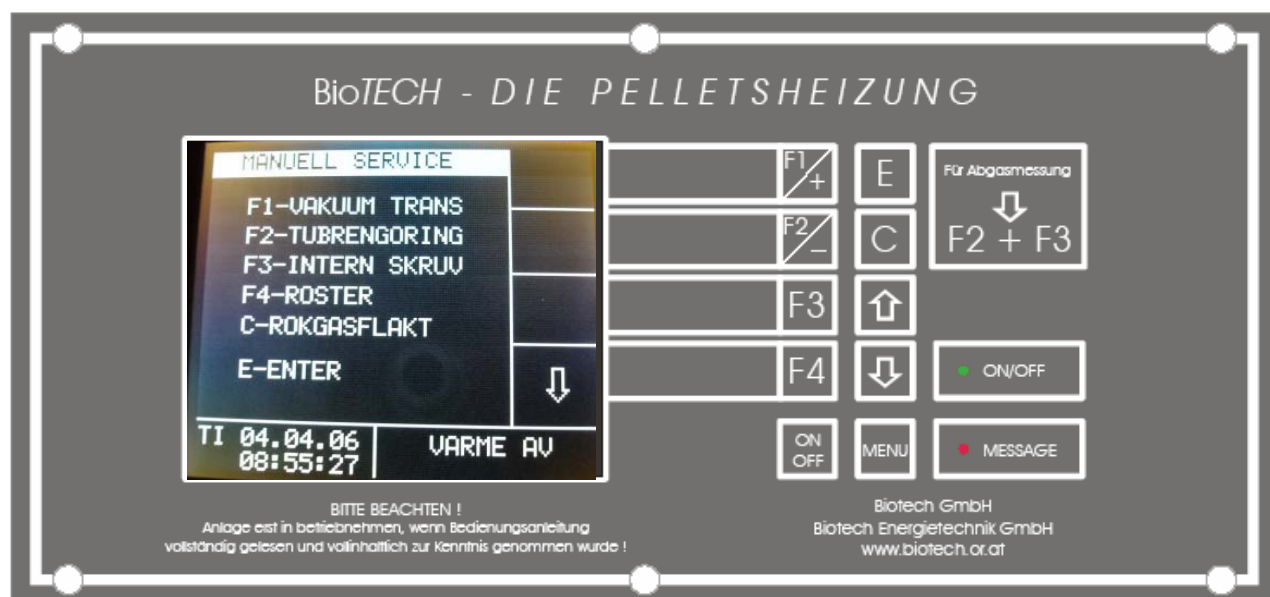 BioTECH - DIE PELLETSHEIZUNG
MANUELL SERVICE
F1-VAKUUM TRANS
F2-TUBRENGORING
F3-INTERN SKRUV
F4-ROSTER
C-ROKGASFLAKT
E-ENTER
TI 04.04.06
08:55:27
VARME AV
F1/+
E
F2/-
C
F3
F4
ON
OFF
MENU
Für Abgasmessung
F2 + F3
ON/OFF
MESSAGE
BITTE BEACHTEN !
Anlage erst in betriebnehmen, wenn Bedienungsanleitung
vollständig gelesen und vollinhaltlich zur Kenntnis genommen wurde !
Biotech GmbH
Biotech Energietechnik GmbH
www.biotech.or.at